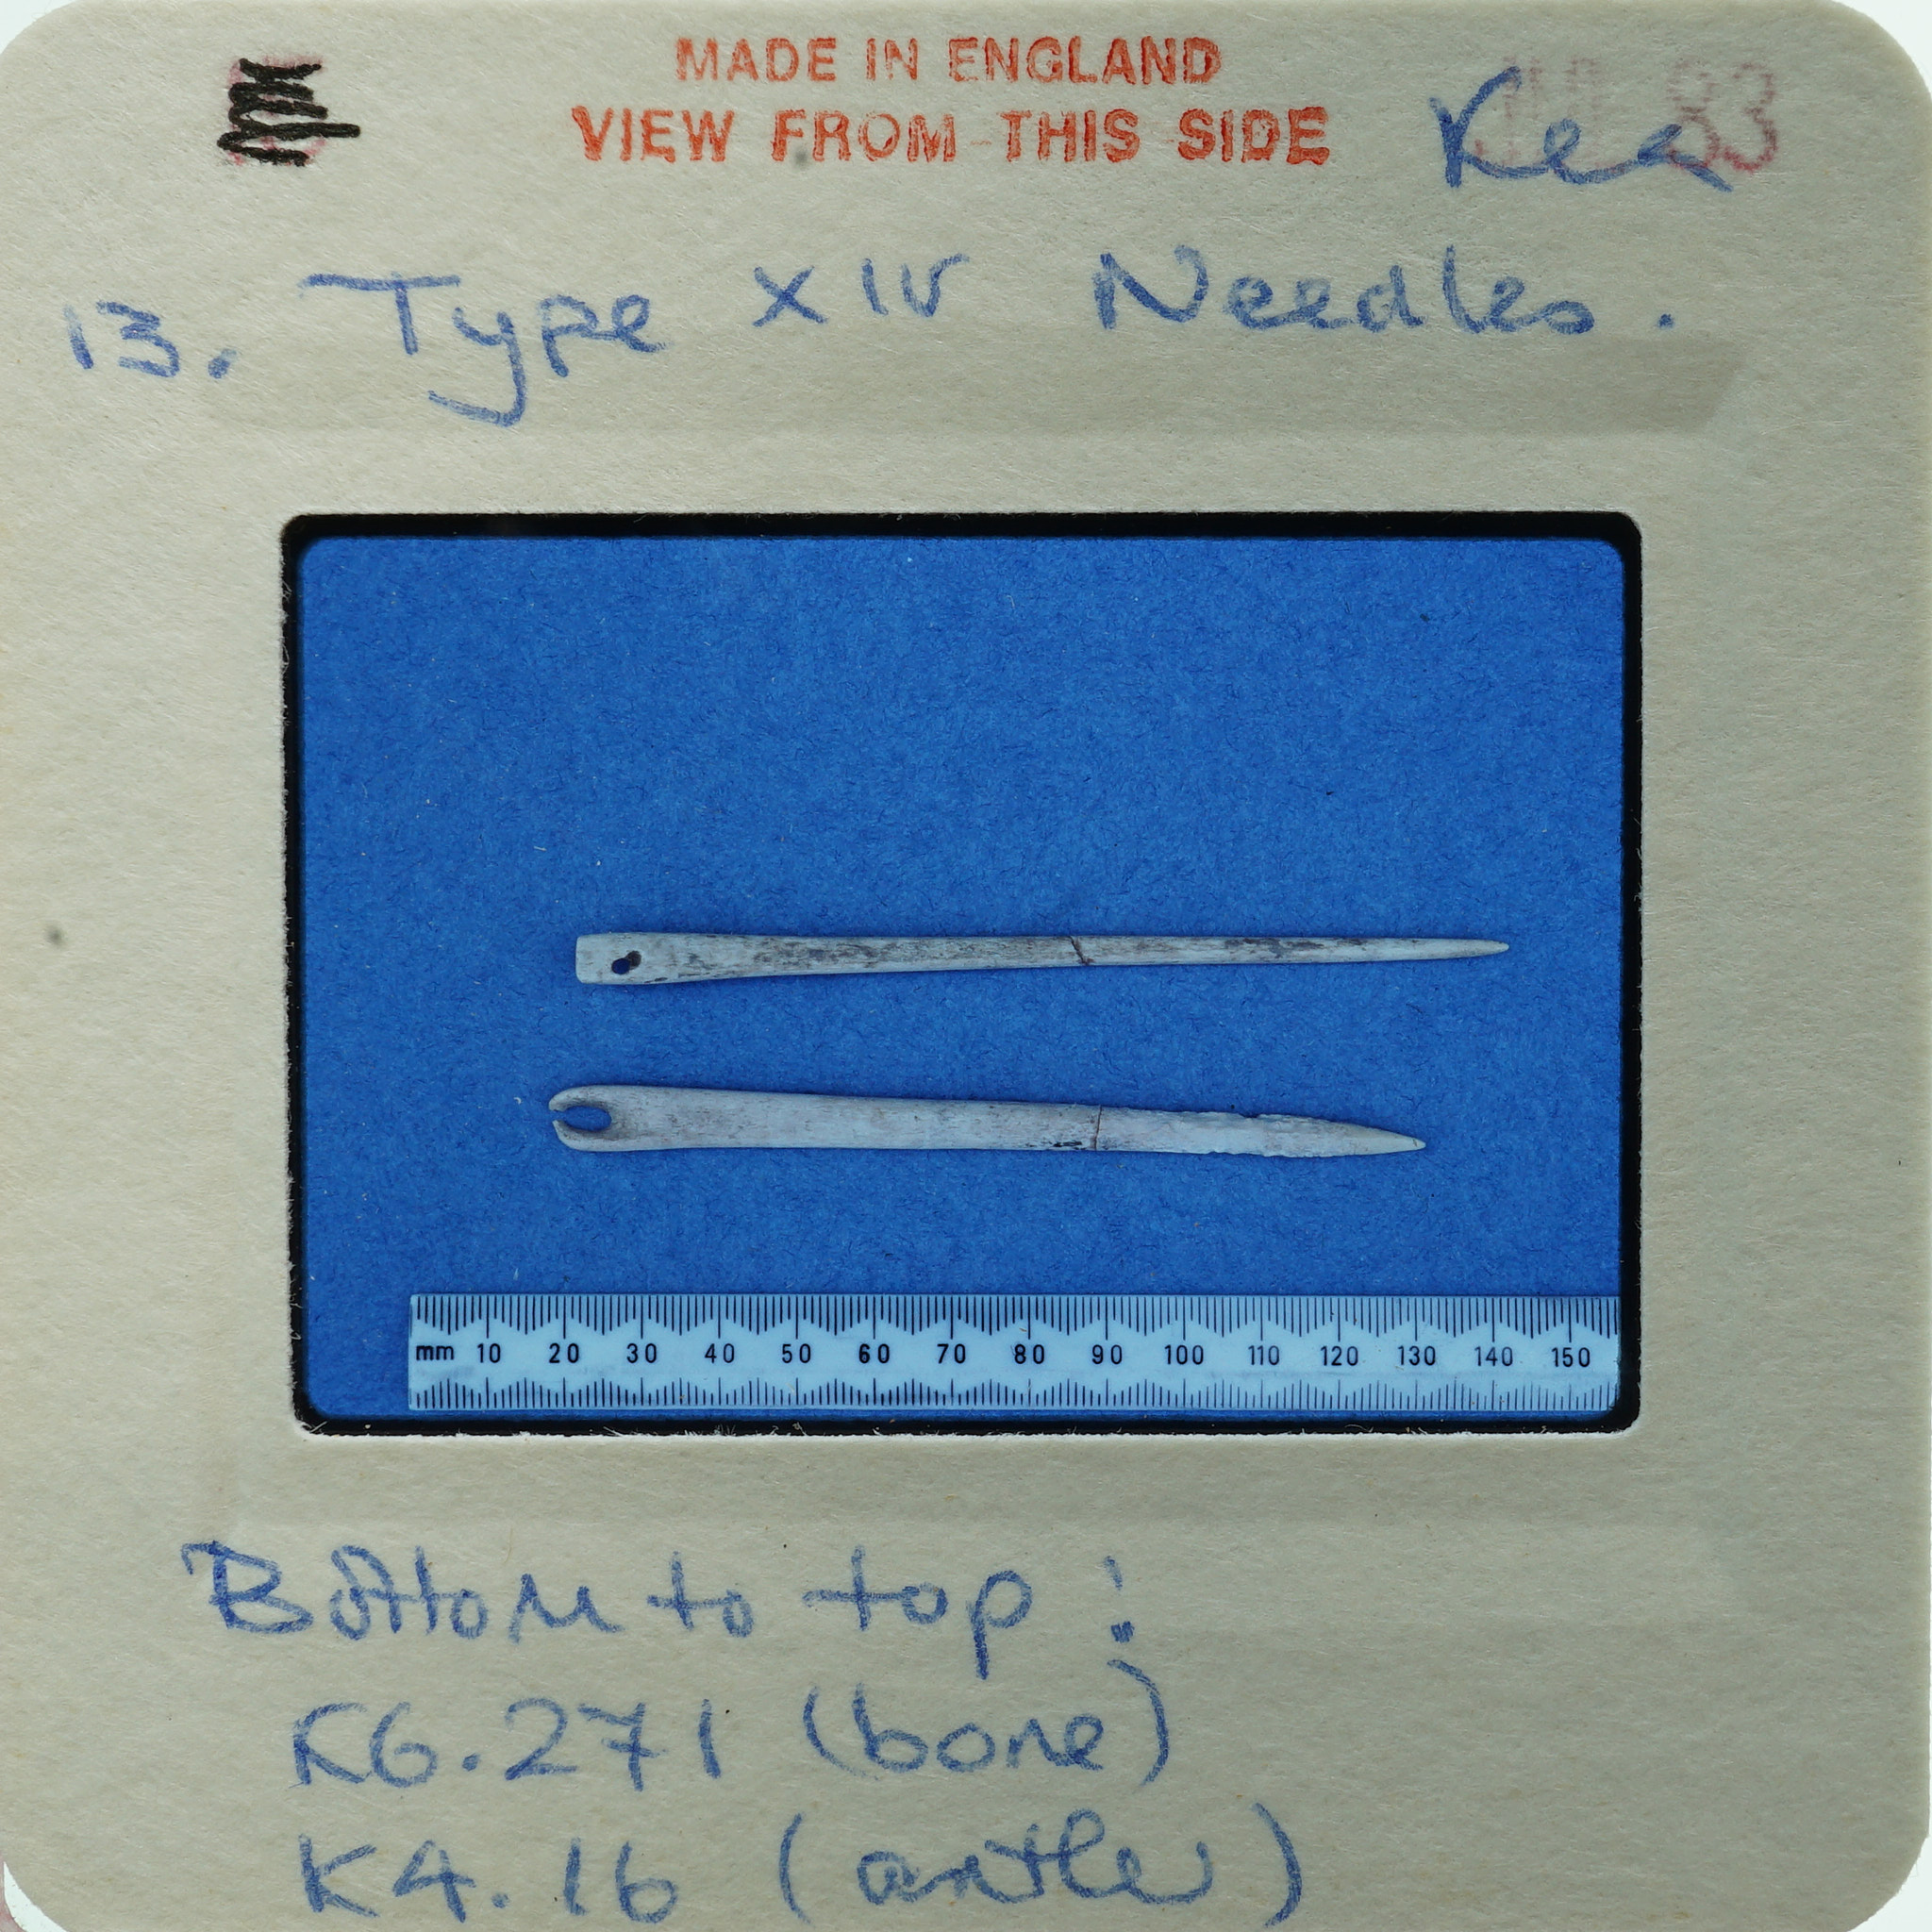 MADE IN ENGLAND
VIEW FROM THIS SIDE
Kea
83
13. Type XIV Needles.
mm 10 20 30 40 50 60 70 80 90 100 110 120 130 140 150
Bottom to top:
K6.271 (bone)
K4.16 (antler)